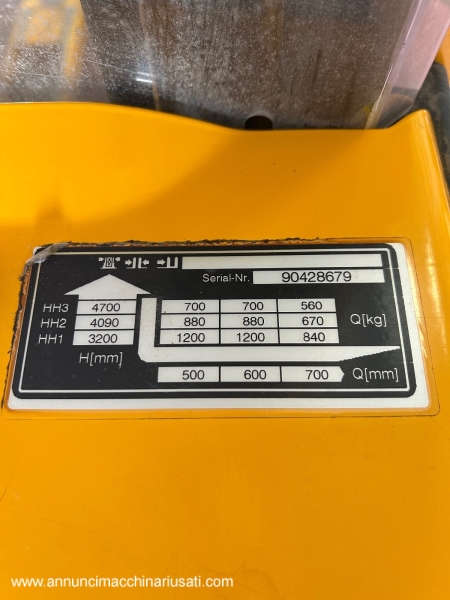 Serial-Nr. 90428679
HH3 4700 700 700 560
HH2 4090 880 880 670 Q[kg]
HH1 3200 1200 1200 840
H[mm]
500 600 700 Q[mm]
www.annuncimacchinariusati.com